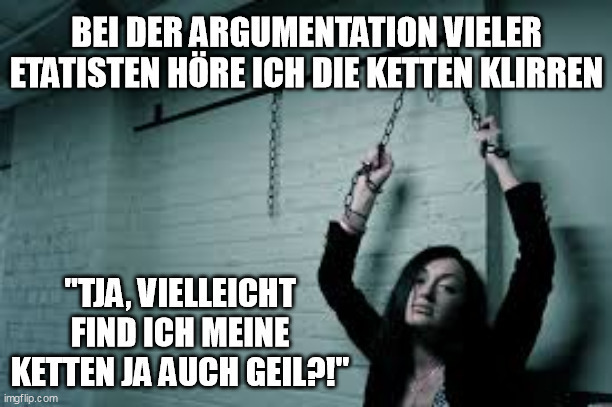 BEI DER ARGUMENTATION VIELER
ETATISTEN HÖRE ICH DIE KETTEN KLIRREN
"TJA, VIELLEICHT
FIND ICH MEINE
KETTEN JA AUCH GEIL?!"
imgflip.com